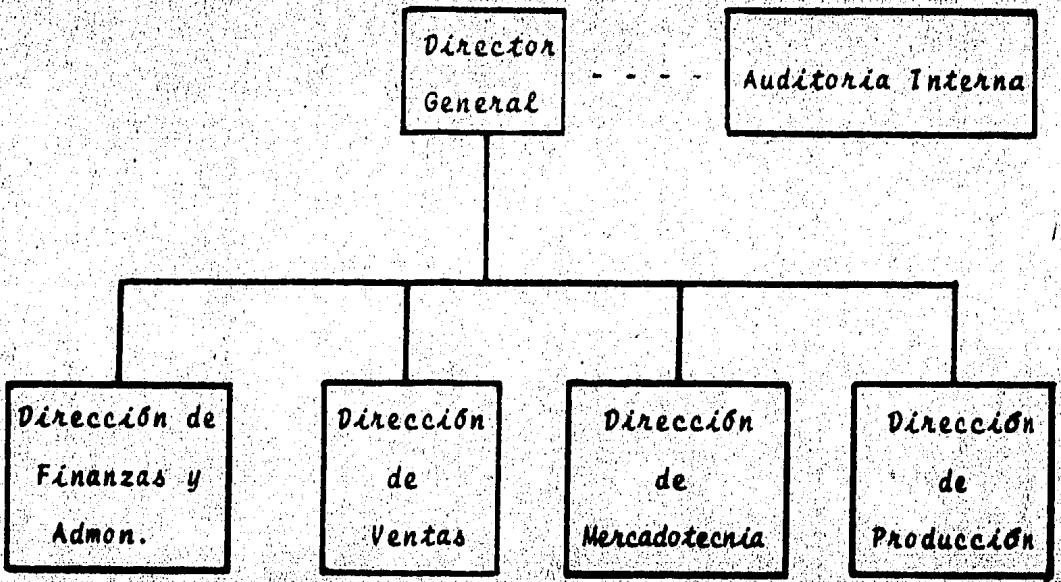 Director
General
- - - -
Auditoria Interna
Dirección de
Finanzas y
Admon.
Dirección
de
Ventas
Dirección
de
Mercadotecnia
Dirección
de
Producción